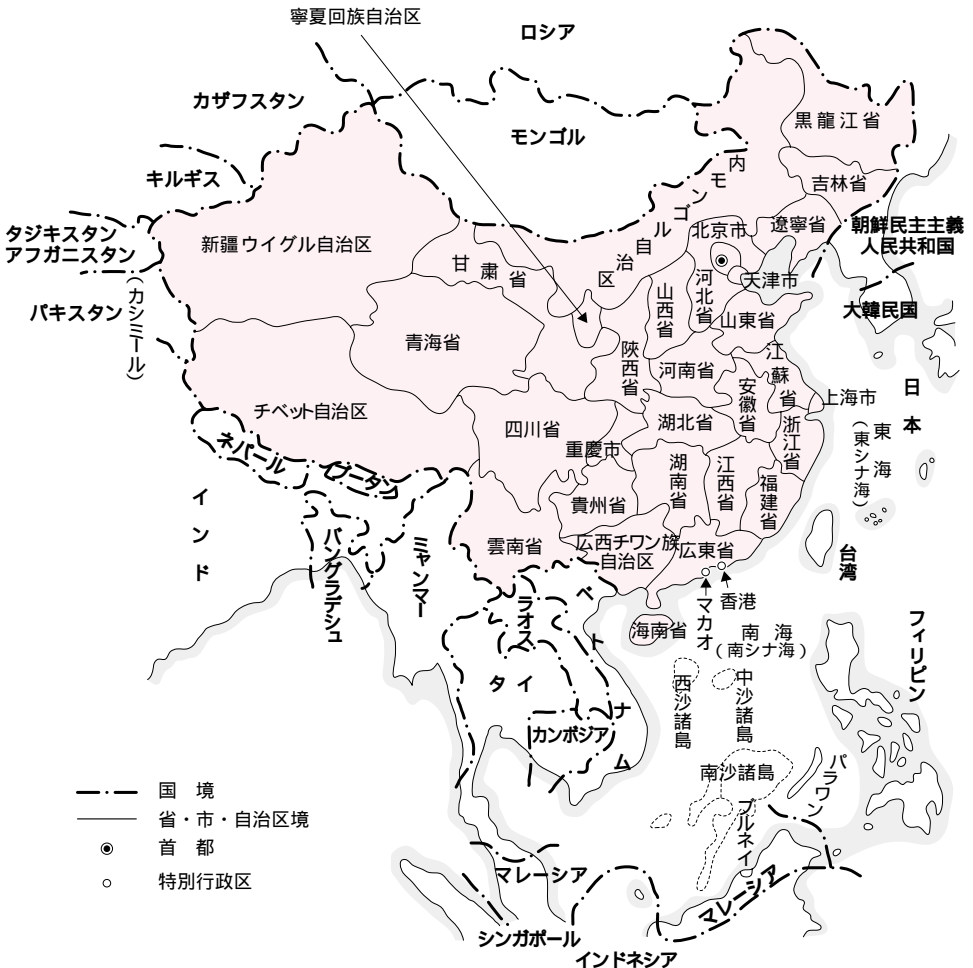 寧夏回族自治区
ロシア
カザフスタン
モンゴル
黒龍江省
内モンゴル自治区
キルギス
吉林省
タジキスタン
アフガニスタン
新疆ウイグル自治区
北京市
遼寧省
朝鮮民主主義
人民共和国
甘粛省
天津市
パキスタン
(カシミール)
河北省
山西省
大韓民国
山東省
青海省
陝西省
河南省
江蘇省
安徽省
上海市
日本
チベット自治区
四川省
重慶市
湖北省
浙江省
東海
(東シナ海)
ネパール
ブータン
湖南省
江西省
福建省
インド
貴州省
バングラデシュ
ミャンマー
雲南省
広西チワン族
自治区
広東省
台湾
ラオス
ベトナム
マカオ
香港
海南省
南海
(南シナ海)
フィリピン
タイ
西沙諸島
中沙諸島
カンボジア
南沙諸島
パラワン
ブルネイ
国境
省・市・自治区境
首都
特別行政区
マレーシア
マレーシア
シンガポール
インドネシア